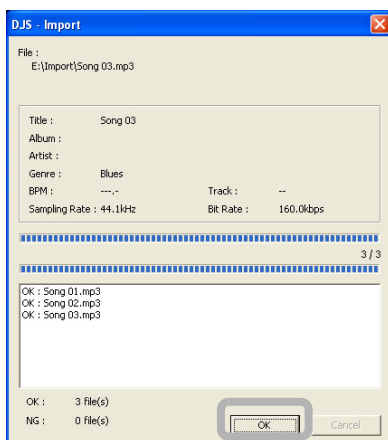 DJS - Import
File :
E:\Import\Song 03.mp3
Title : Song 03
Album :
Artist :
Genre : Blues
BPM : ---.- Track : --
Sampling Rate : 44.1kHz Bit Rate : 160.0kbps
3 / 3
OK : Song 01.mp3
OK : Song 02.mp3
OK : Song 03.mp3
OK : 3 file(s)
NG : 0 file(s) OK Cancel